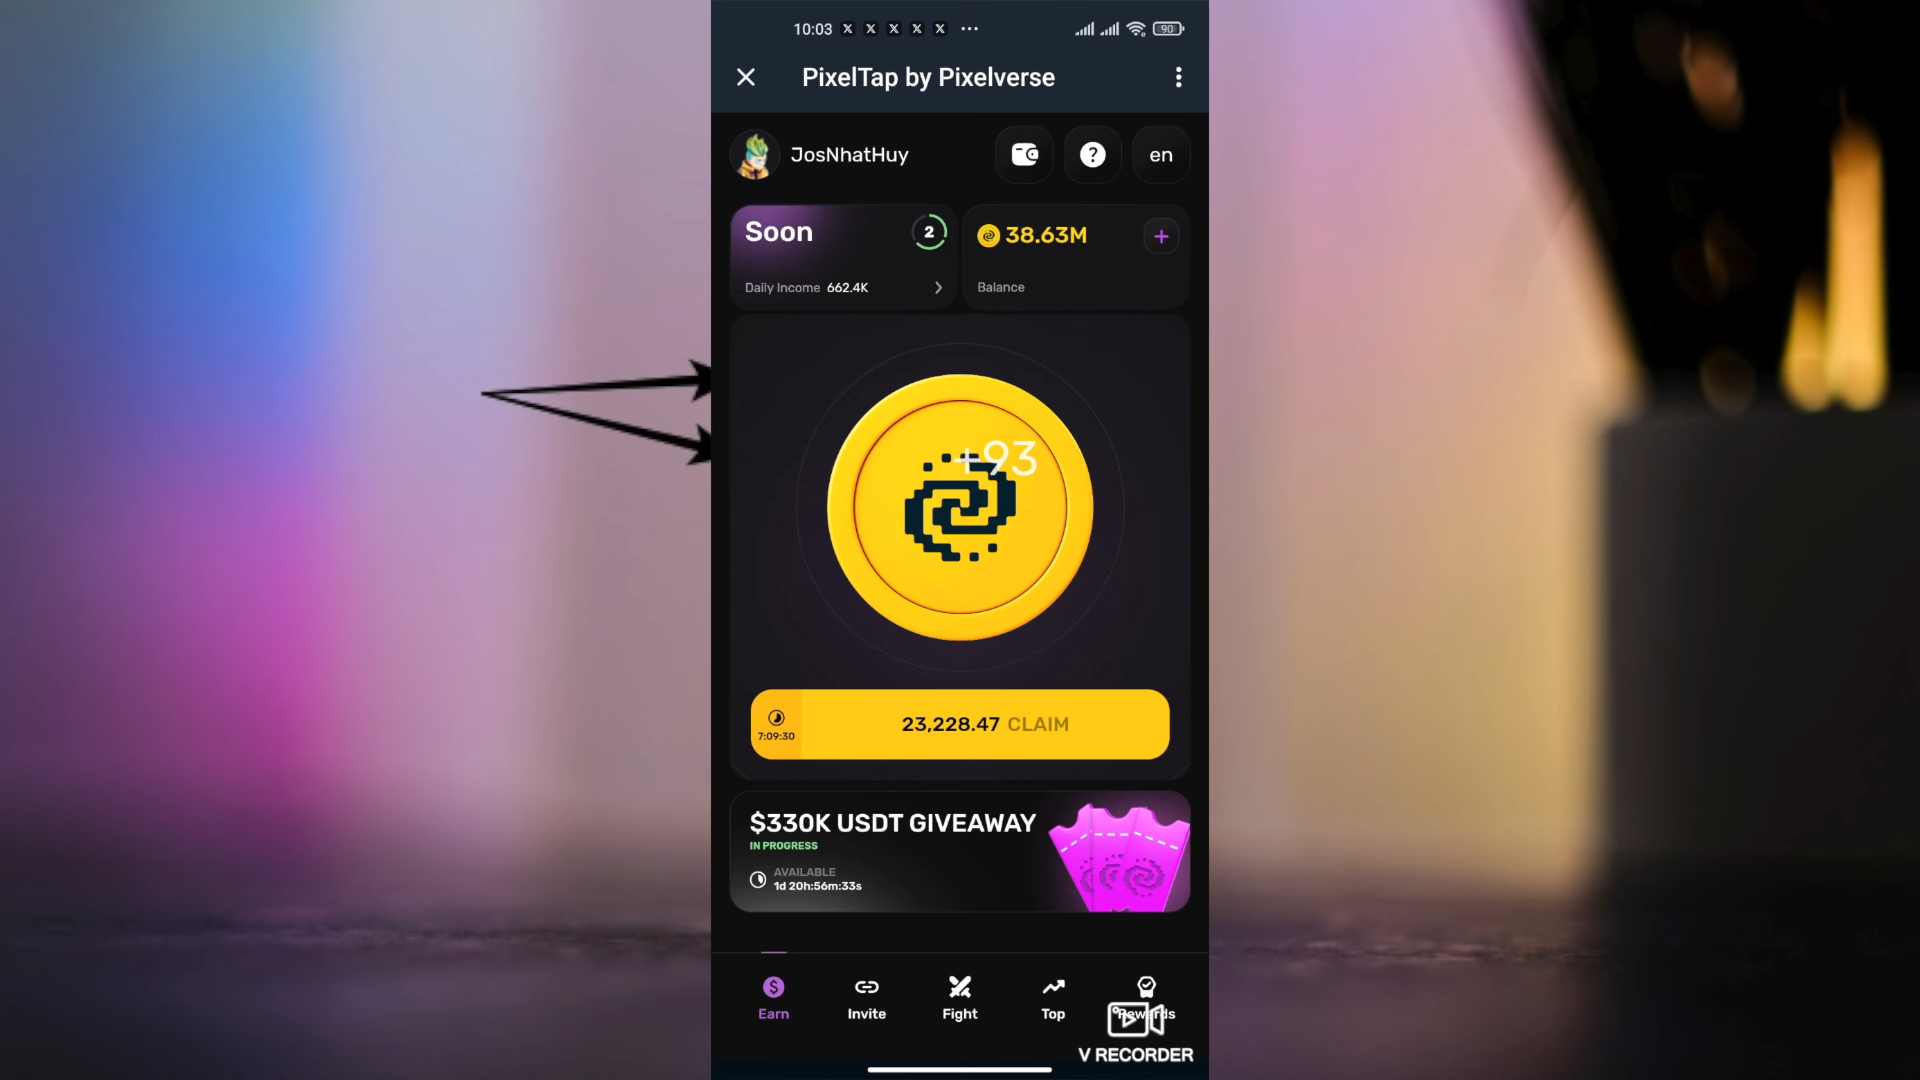 10:03 X X X X X ... 90
PixelTap by Pixelverse
JosNhatHuy ? en
Soon 2
Daily Income 662.4K
38.63M +
Balance
+93
7:09:30
23,228.47 CLAIM
$330K USDT GIVEAWAY
IN PROGRESS
AVAILABLE
1d 20h:56m:33s
Earn Invite Fight Top Rewards
V RECORDER